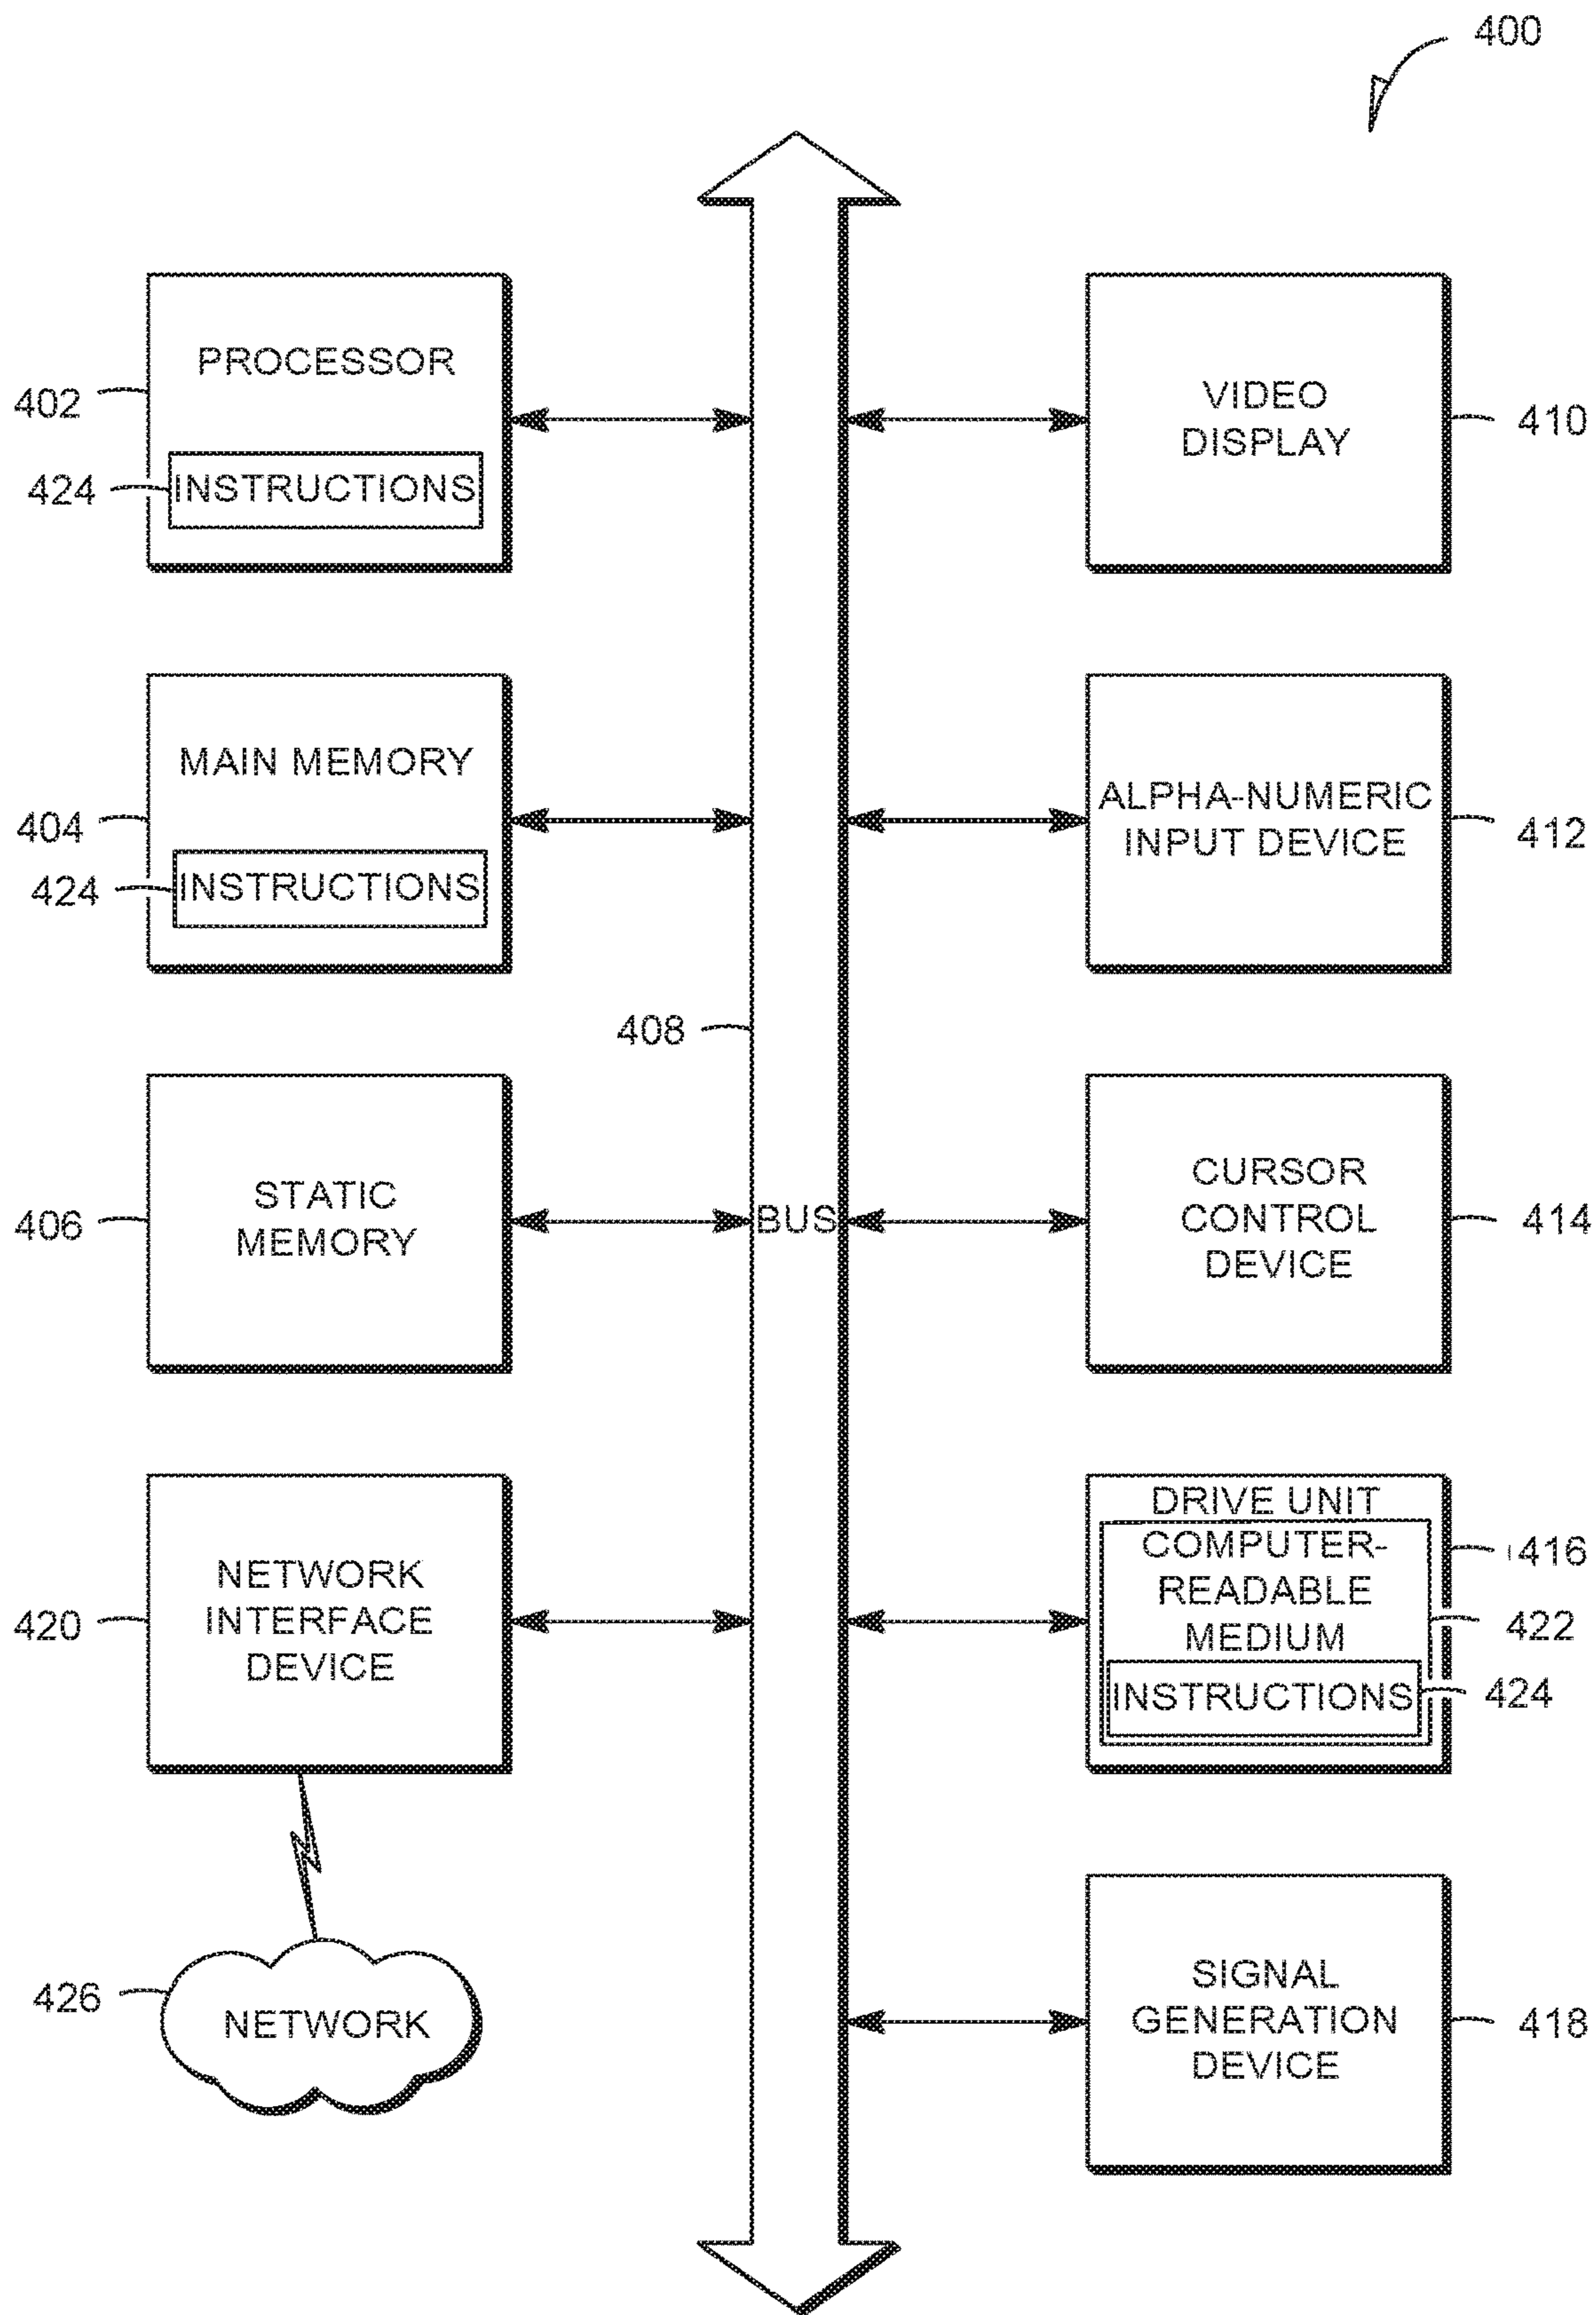 400
PROCESSOR
402
424
INSTRUCTIONS
MAIN MEMORY
404
424
INSTRUCTIONS
408
STATIC
MEMORY
406
BUS
NETWORK
INTERFACE
DEVICE
420
426
NETWORK
VIDEO
DISPLAY
410
ALPHA-NUMERIC
INPUT DEVICE
412
CURSOR
CONTROL
DEVICE
414
DRIVE UNIT
COMPUTER-
READABLE
MEDIUM
416
422
INSTRUCTIONS
424
SIGNAL
GENERATION
DEVICE
418